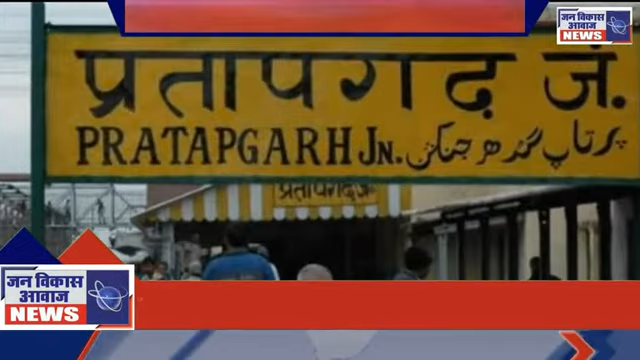 जन विकास
आवाज
NEWS
प्रतापगढ़ जं.
PRATAPGARH JN. پرتاپ گڈھ جنکشن
प्रतापगढ़ जं
जन विकास
आवाज
NEWS